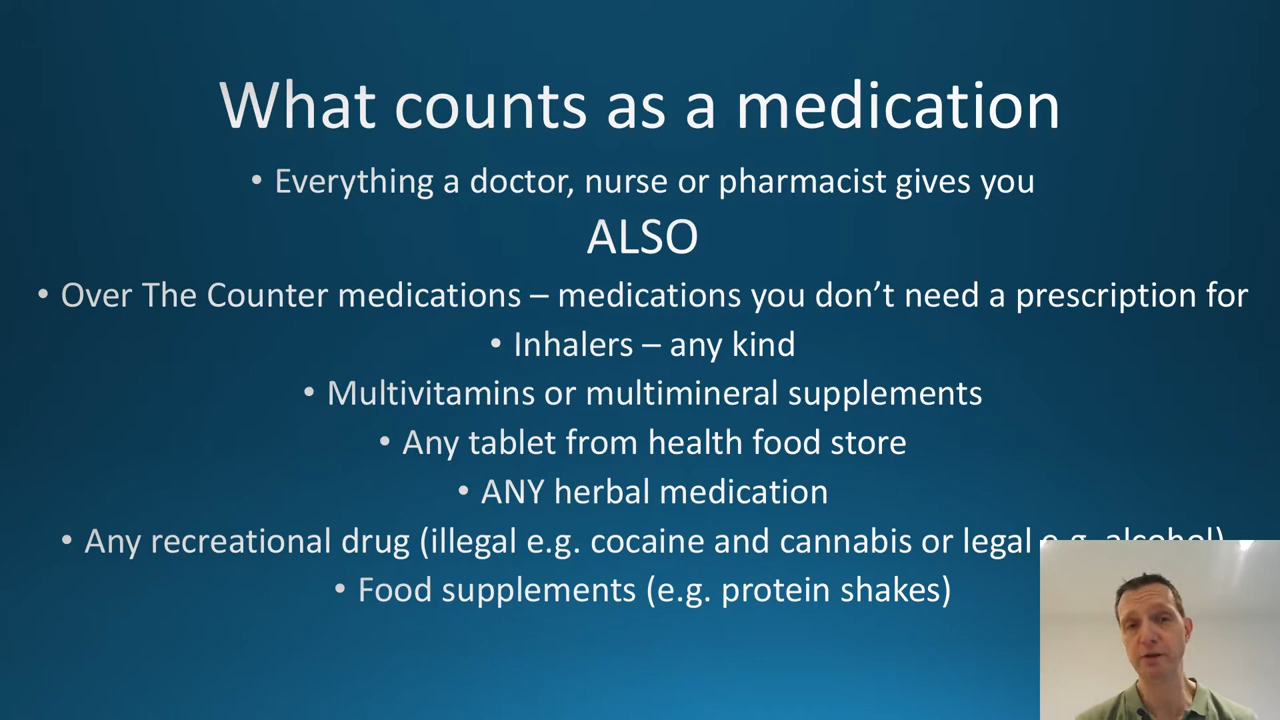 What counts as a medication
• Everything a doctor, nurse or pharmacist gives you
ALSO
• Over The Counter medications – medications you don’t need a prescription for
• Inhalers – any kind
• Multivitamins or multimineral supplements
• Any tablet from health food store
• ANY herbal medication
• Any recreational drug (illegal e.g. cocaine and cannabis or legal e.g. alcohol)
• Food supplements (e.g. protein shakes)